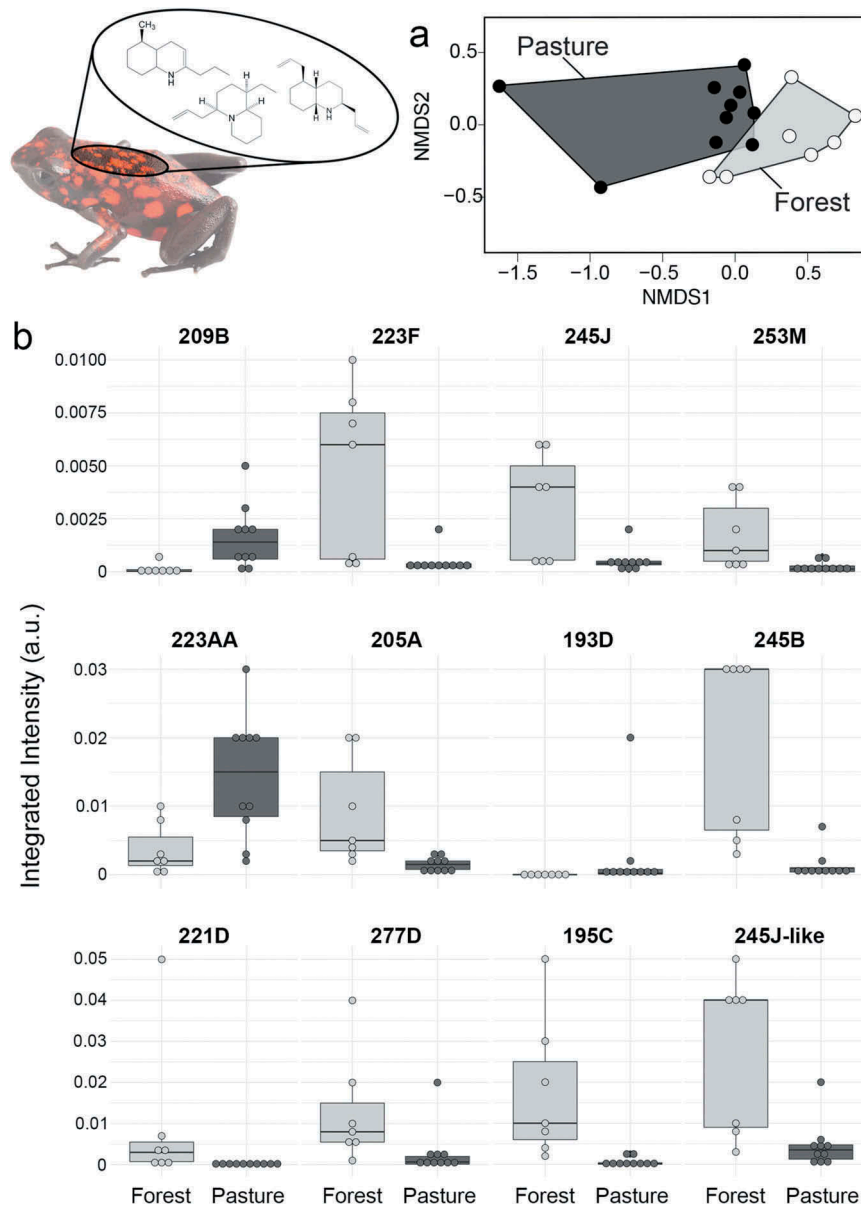 CH₃
N
H
H
H
N
H
H
N
H
a
Pasture
Forest
NMDS2
0.5
0.0
−0.5
−1.5
−1.0
−0.5
0.0
0.5
NMDS1
b
209B
223F
245J
253M
0.0100
0.0075
0.0050
0.0025
0
223AA
205A
193D
245B
Integrated Intensity (a.u.)
0.03
0.02
0.01
0
221D
277D
195C
245J-like
0.05
0.04
0.03
0.02
0.01
0
Forest Pasture Forest Pasture Forest Pasture Forest Pasture